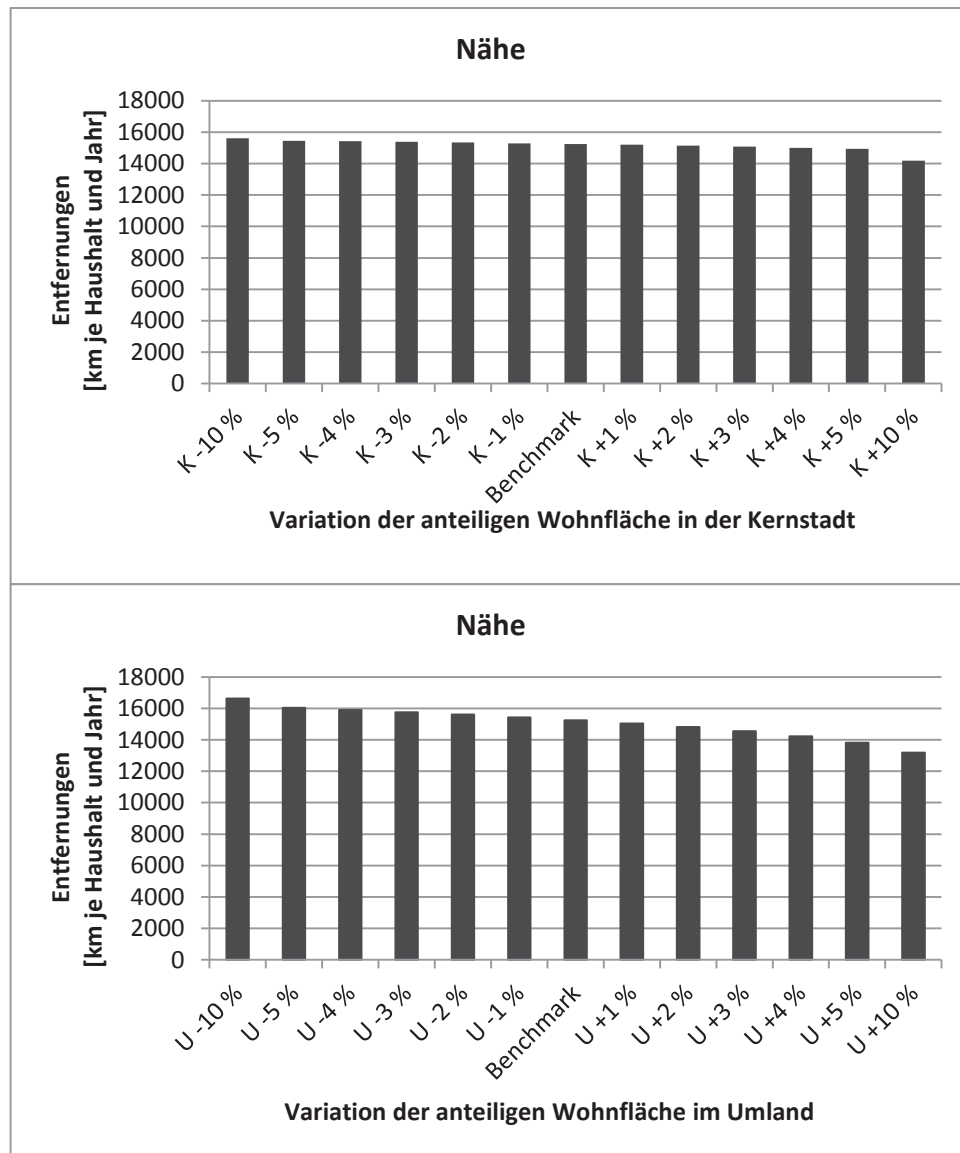 Nähe
Entfernungen
[km je Haushalt und Jahr]
18000
16000
14000
12000
10000
8000
6000
4000
2000
0
K -10 %
K -5 %
K -4 %
K -3 %
K -2 %
K -1 %
Benchmark
K +1 %
K +2 %
K +3 %
K +4 %
K +5 %
K +10 %
Variation der anteiligen Wohnfläche in der Kernstadt
Nähe
Entfernungen
[km je Haushalt und Jahr]
18000
16000
14000
12000
10000
8000
6000
4000
2000
0
U -10 %
U -5 %
U -4 %
U -3 %
U -2 %
U -1 %
Benchmark
U +1 %
U +2 %
U +3 %
U +4 %
U +5 %
U +10 %
Variation der anteiligen Wohnfläche im Umland